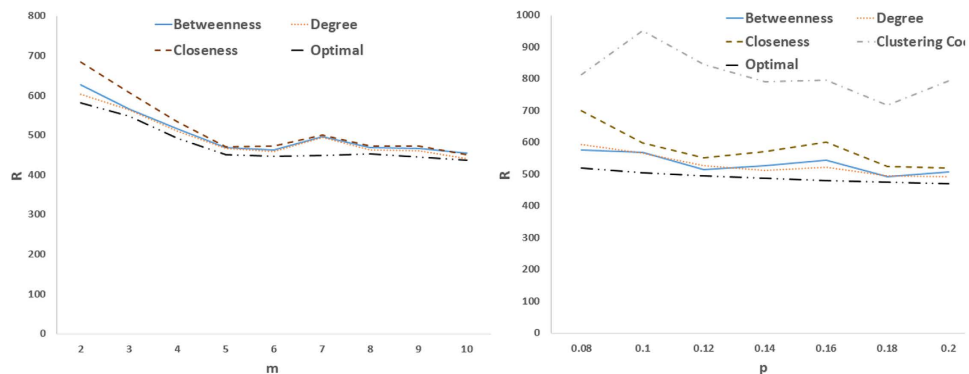 800
700
600
500
400
300
200
100
0
R
Betweenness
Degree
Closeness
Optimal
2 3 4 5 6 7 8 9 10
m
1000
900
800
700
600
500
400
300
200
100
0
R
Betweenness
Degree
Closeness
Clustering Coe
Optimal
0.08 0.1 0.12 0.14 0.16 0.18 0.2
p